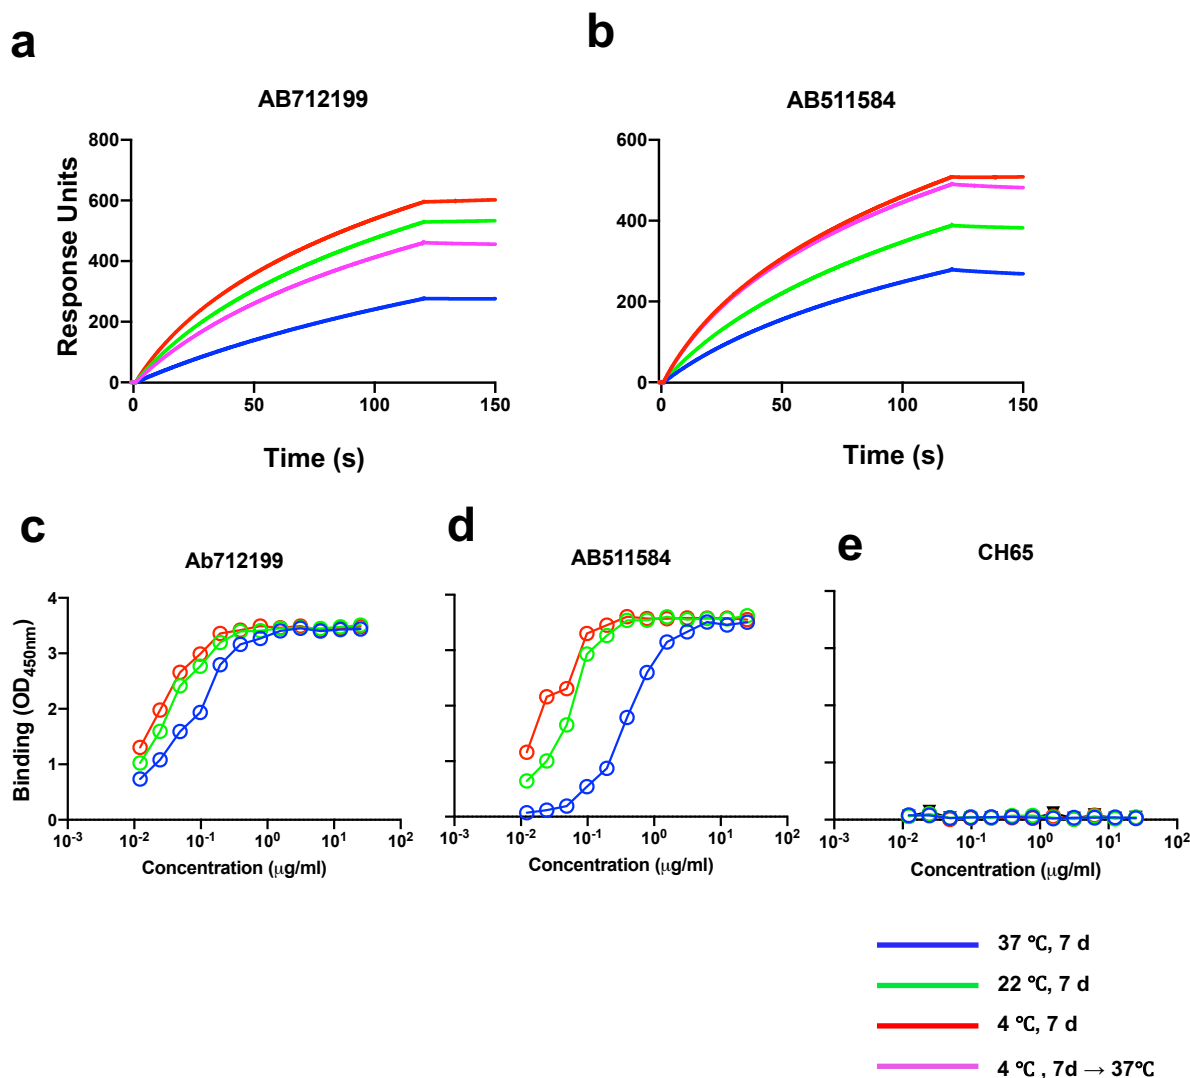 a
b
AB712199
AB511584
Response Units
800
600
400
200
0
0
50
100
150
Time (s)
600
400
200
0
0
50
100
150
Time (s)
c
d
e
Ab712199
AB511584
CH65
Binding (OD450nm)
4
3
2
1
0
10-3
10-2
10-1
100
101
102
Concentration (μg/ml)
10-3
10-2
10-1
100
101
102
Concentration (μg/ml)
10-3
10-2
10-1
100
101
102
Concentration (μg/ml)
37 ℃, 7 d
22 ℃, 7 d
4 ℃, 7 d
4 ℃ , 7d → 37℃